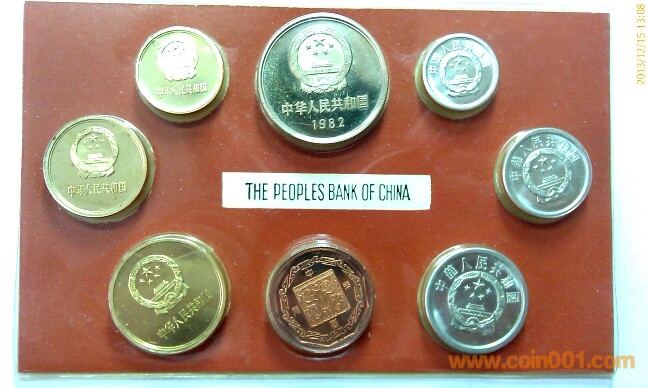 2013/12/15 13:08
中华人民共和国
中华人民共和国
1982
中华人民共和国
中华人民共和国
中华人民共和国
THE PEOPLES BANK OF CHINA
中华人民共和国
中华人民共和国
www.coin001.com